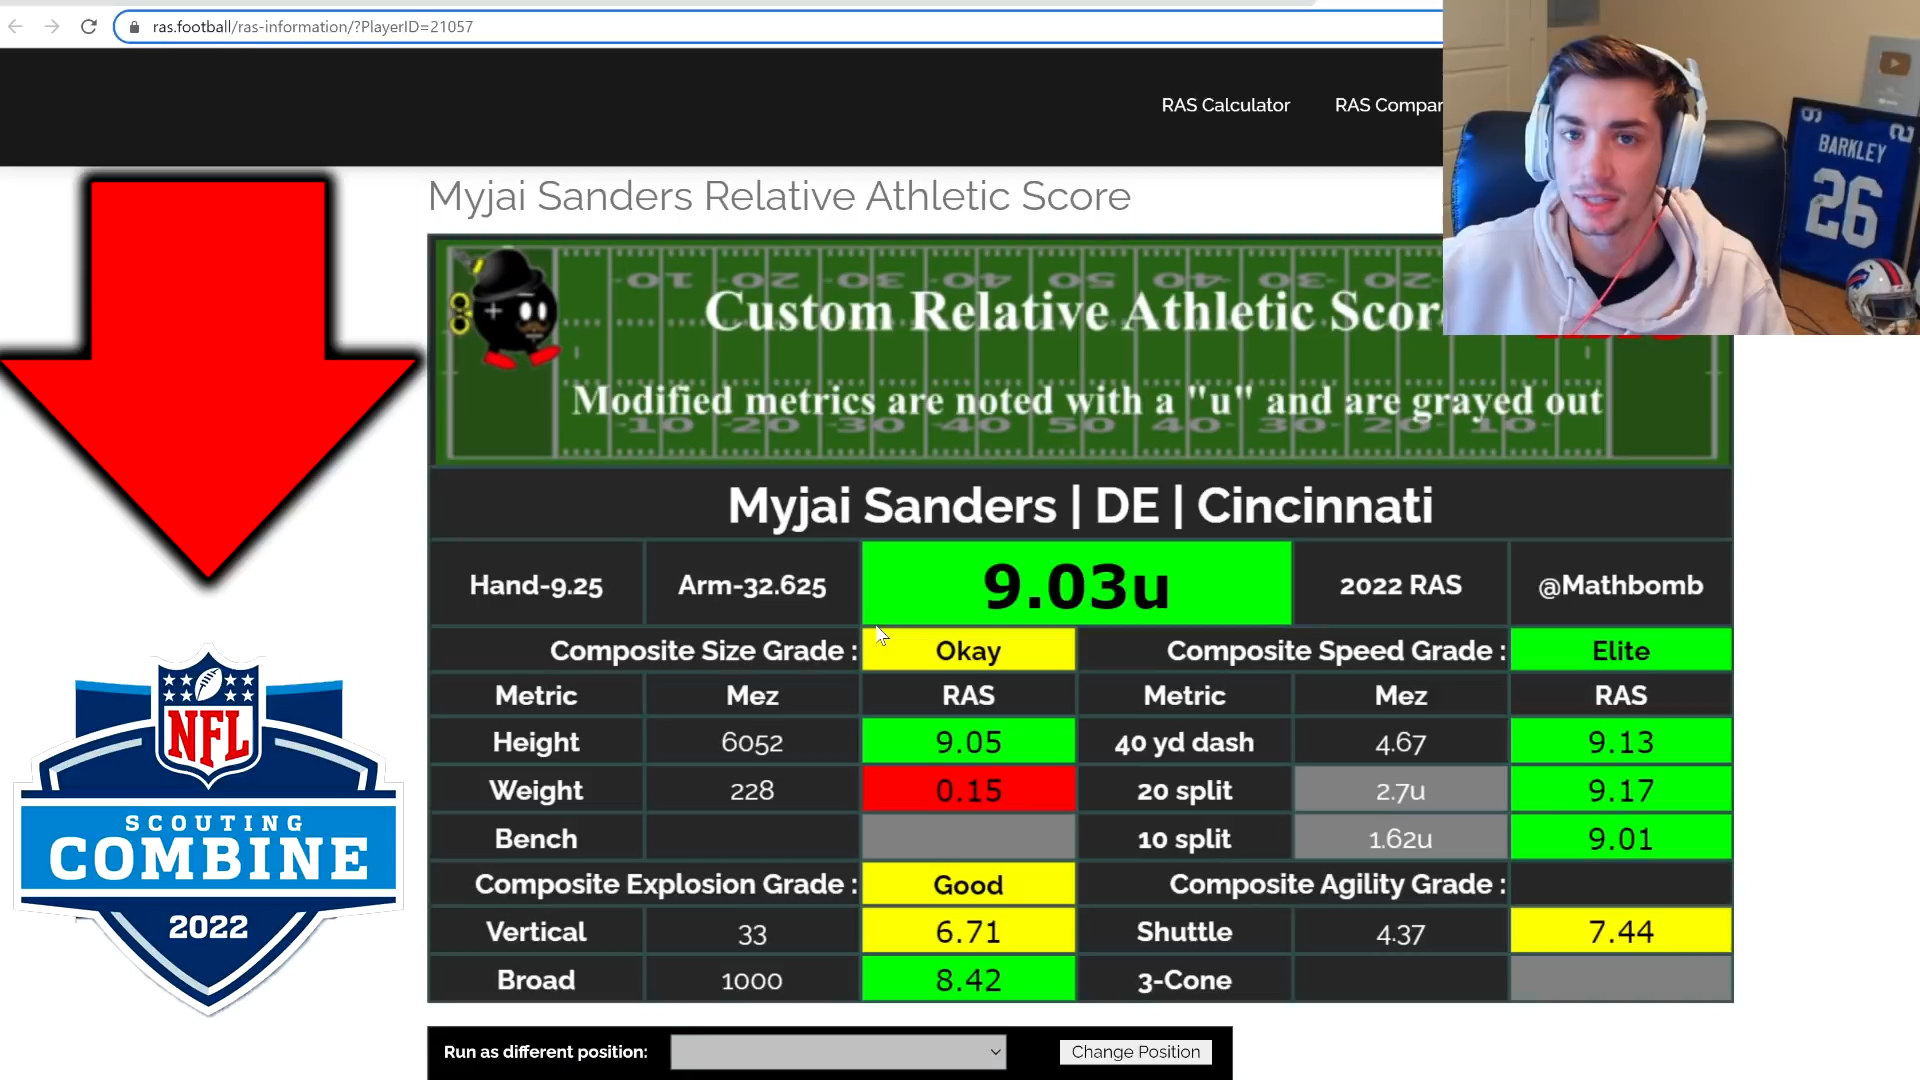 ras.football/ras-information/?PlayerID=21057
RAS Calculator RAS Compar
Myjai Sanders Relative Athletic Score
Custom Relative Athletic Scor
Modified metrics are noted with a "u" and are grayed out
Myjai Sanders | DE | Cincinnati
Hand-9.25 Arm-32.625 9.03u 2022 RAS @Mathbomb
Composite Size Grade : Okay Composite Speed Grade : Elite
Metric Mez RAS Metric Mez RAS
Height 6052 9.05 40 yd dash 4.67 9.13
Weight 228 0.15 20 split 2.7u 9.17
Bench 10 split 1.62u 9.01
Composite Explosion Grade : Good Composite Agility Grade :
Vertical 33 6.71 Shuttle 4.37 7.44
Broad 1000 8.42 3-Cone
Run as different position: Change Position
NFL
SCOUTING
COMBINE
2022
BARKLEY
26